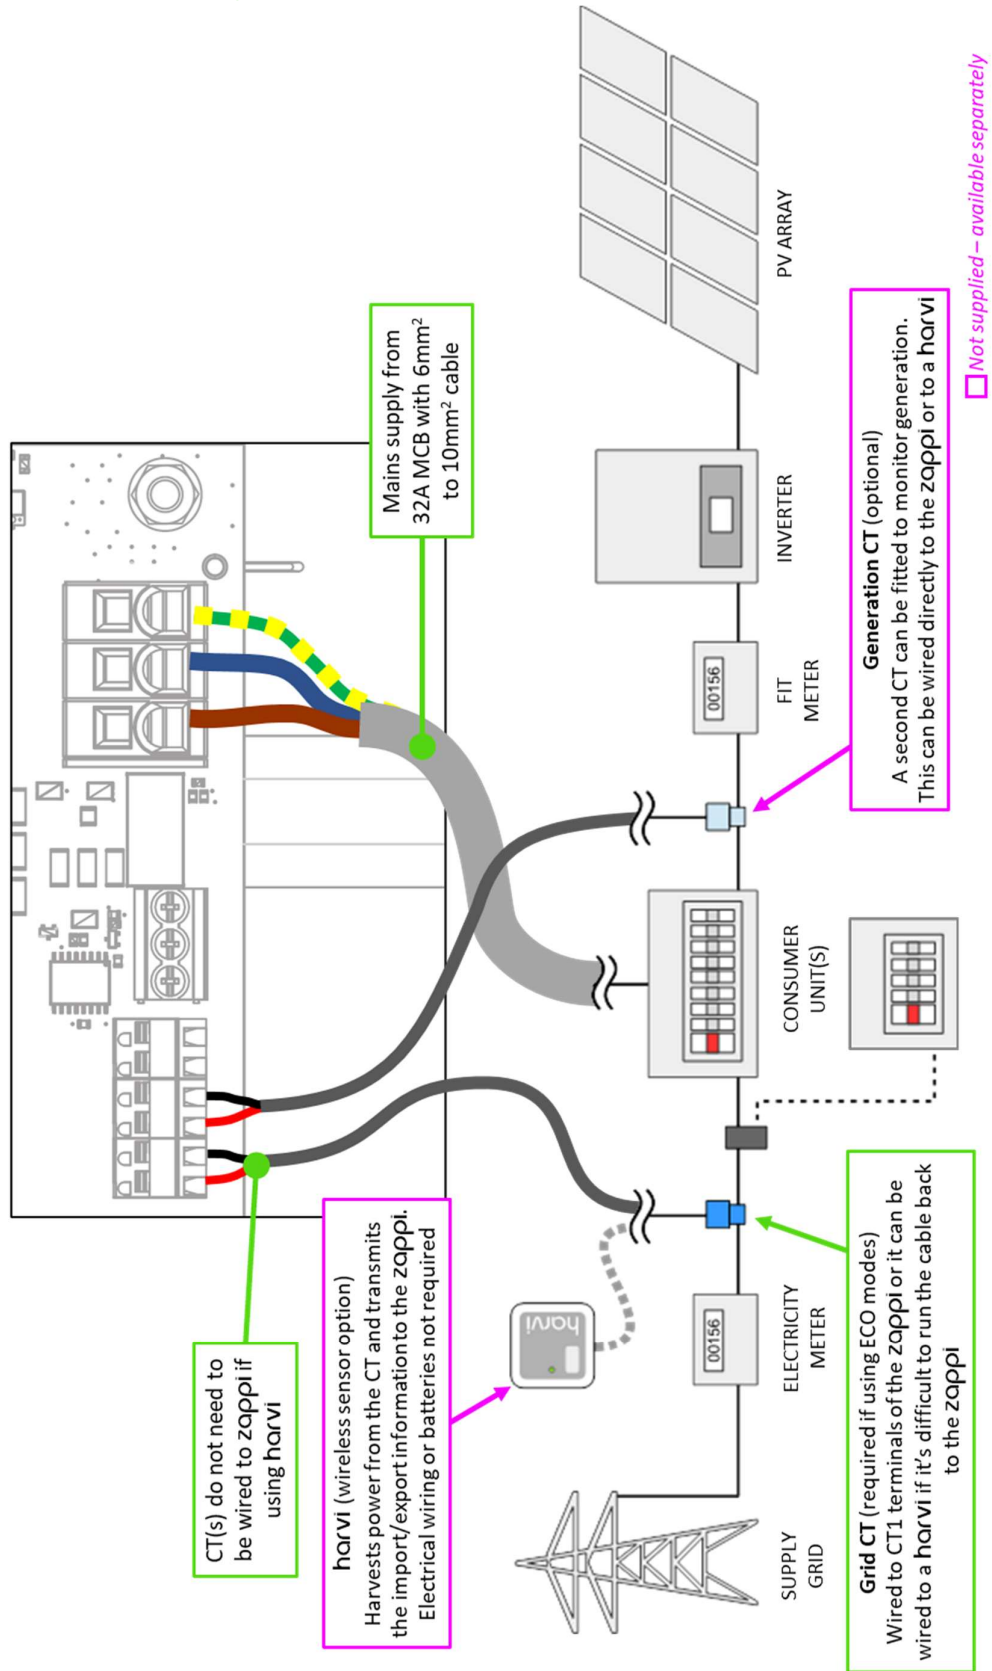 CT(s) do not need to
be wired to zappi if
using harvi
harvi (wireless sensor option)
Harvests power from the CT and transmits
the import/export information to the zappi.
Electrical wiring or batteries not required
Mains supply from
32A MCB with 6mm²
to 10mm² cable
harvi
00156
00156
SUPPLY
GRID
ELECTRICITY
METER
CONSUMER
UNIT(S)
FIT
METER
INVERTER
PV ARRAY
Grid CT (required if using ECO modes)
Wired to CT1 terminals of the zappi or it can be
wired to a harvi if it's difficult to run the cable back
to the zappi
Generation CT (optional)
A second CT can be fitted to monitor generation.
This can be wired directly to the zappi or to a harvi
Not supplied – available separately